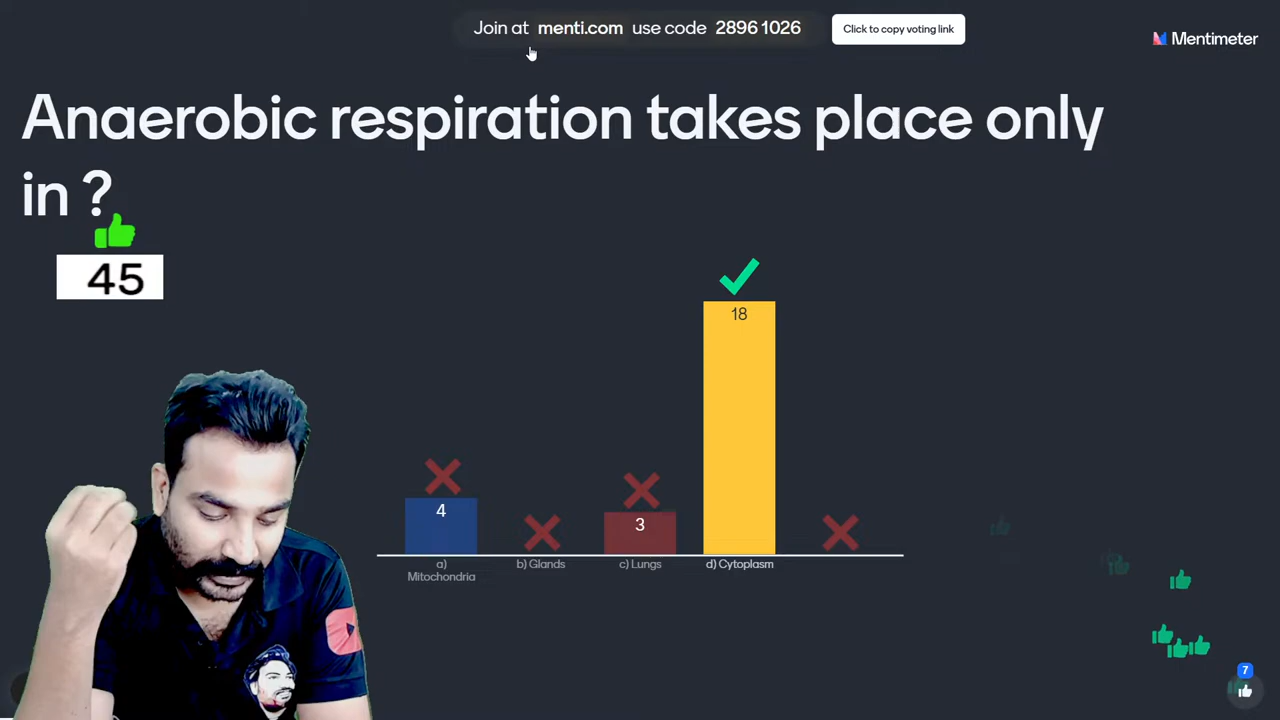 Join at menti.com use code 2896 1026
Click to copy voting link
Mentimeter
Anaerobic respiration takes place only
in ?
45
18
4
3
a)
Mitochondria
b) Glands
c) Lungs
d) Cytoplasm
7